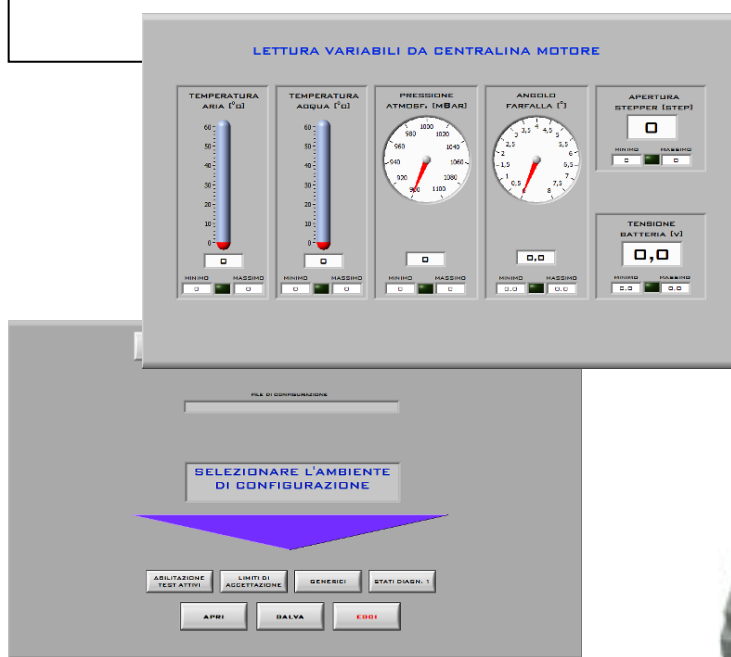 LETTURA VARIABILI DA CENTRALINA MOTORE
TEMPERATURA
ARIA [°C]
60
50
40
30
20
10
0
0
MINIMO MASSIMO
0 0
TEMPERATURA
ACQUA [°C]
60
50
40
30
20
10
0
0
MINIMO MASSIMO
0 0
PRESSIONE
ATMOSF. [MBAR]
900
920
940
960
980
1000
1020
1040
1060
1080
1100
0
MINIMO MASSIMO
0 0
ANGOLO
FARFALLA [°]
0,5
1
1,5
2
2,5
3
3,5
4
4,5
5
5,5
6
6,5
7
7,5
8
0,0
MINIMO MASSIMO
0.0 0.0
APERTURA
STEPPER [STEP]
0
MINIMO MASSIMO
0 0
TENSIONE
BATTERIA [V]
0,0
MINIMO MASSIMO
0.0 0.0
FILE DI CONFIGURAZIONE
SELEZIONARE L'AMBIENTE
DI CONFIGURAZIONE
ABILITAZIONE
TEST ATTIVI
LIMITI DI
ACCETTAZIONE
GENERICI
STATI DIAGN. 1
APRI
SALVA
ESCI